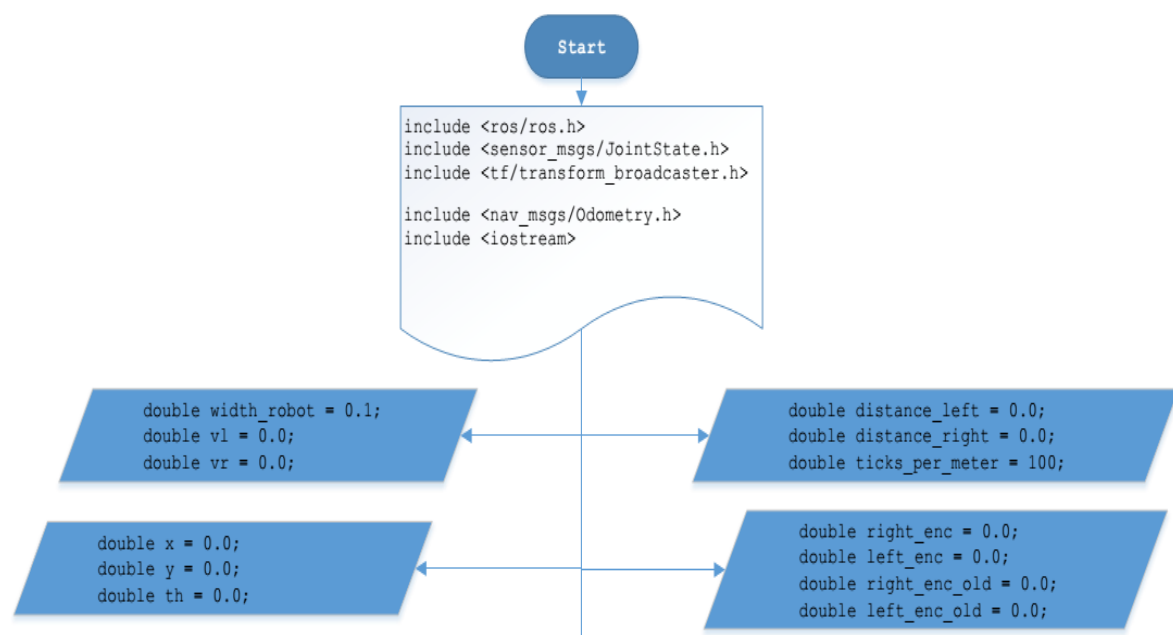 Start
include <ros/ros.h>
include <sensor_msgs/JointState.h>
include <tf/transform_broadcaster.h>
include <nav_msgs/Odometry.h>
include <iostream>
double width_robot = 0.1;
double vl = 0.0;
double vr = 0.0;
double distance_left = 0.0;
double distance_right = 0.0;
double ticks_per_meter = 100;
double x = 0.0;
double y = 0.0;
double th = 0.0;
double right_enc = 0.0;
double left_enc = 0.0;
double right_enc_old = 0.0;
double left_enc_old = 0.0;